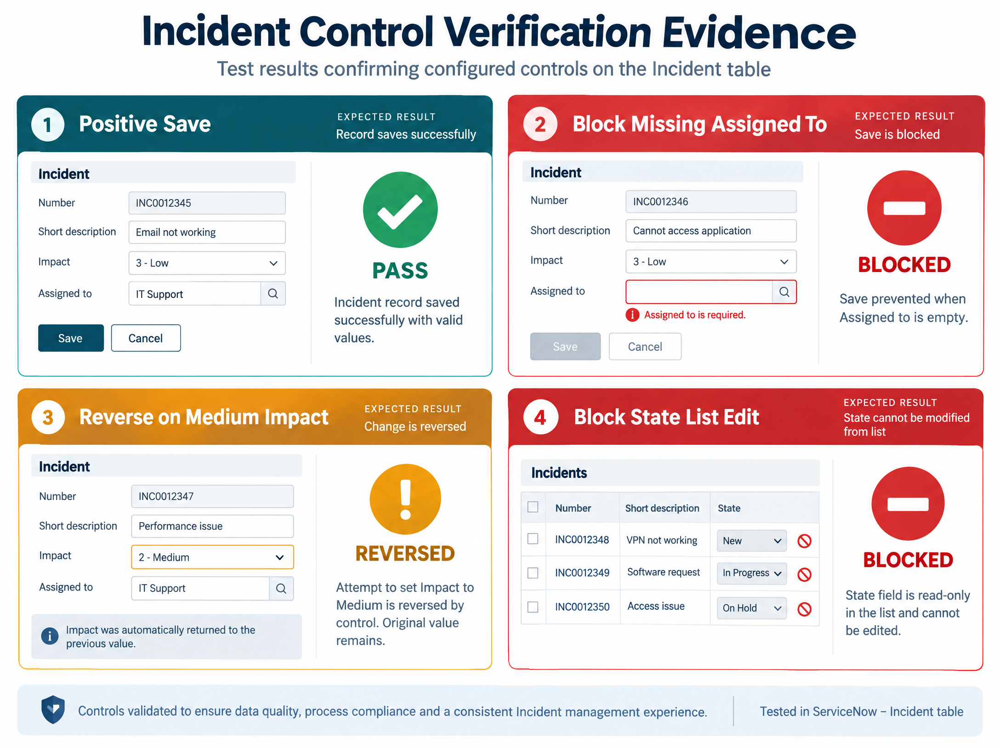 Incident Control Verification Evidence
Test results confirming configured controls on the Incident table
1
Positive Save
EXPECTED RESULT
Record saves successfully
Incident
Number
INC0012345
Short description
Email not working
Impact
3 - Low
Assigned to
IT Support
Save
Cancel
PASS
Incident record saved
successfully with valid
values.
2
Block Missing Assigned To
EXPECTED RESULT
Save is blocked
Incident
Number
INC0012346
Short description
Cannot access application
Impact
3 - Low
Assigned to
Assigned to is required.
Save
Cancel
BLOCKED
Save prevented when
Assigned to is empty.
3
Reverse on Medium Impact
EXPECTED RESULT
Change is reversed
Incident
Number
INC0012347
Short description
Performance issue
Impact
2 - Medium
Assigned to
IT Support
Impact was automatically returned to the
previous value.
REVERSED
Attempt to set Impact to
Medium is reversed by
control. Original value
remains.
4
Block State List Edit
EXPECTED RESULT
State cannot be modified
from list
Incidents
Number Short description State
INC0012348 VPN not working New
INC0012349 Software request In Progress
INC0012350 Access issue On Hold
BLOCKED
State field is read-only
in the list and cannot
be edited.
Controls validated to ensure data quality, process compliance and a consistent Incident management experience.
Tested in ServiceNow – Incident table